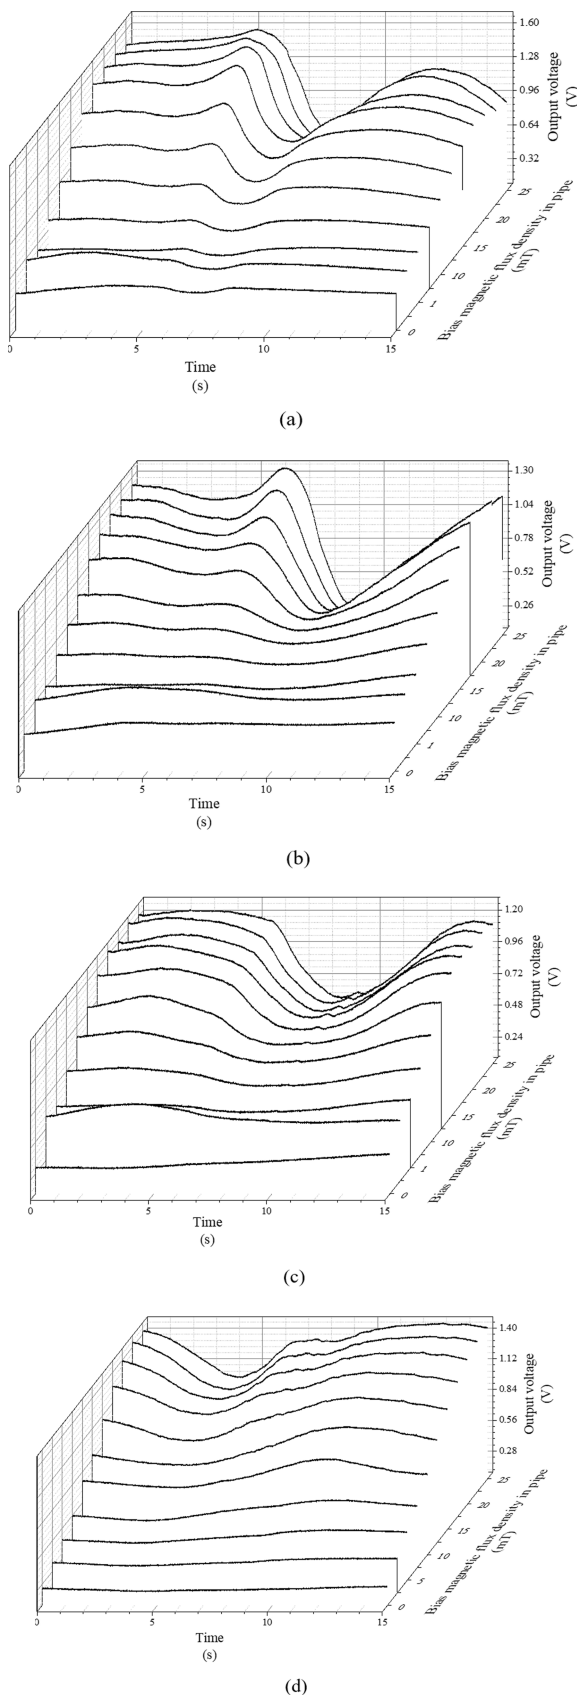 1.60
1.28
0.96
0.64
0.32
Output voltage
(V)
25
20
15
10
1
0
Bias magnetic flux density in pipe
(mT)
0
5
10
15
Time
(s)
(a)
1.30
1.04
0.78
0.52
0.26
Output voltage
(V)
25
20
15
10
1
0
Bias magnetic flux density in pipe
(mT)
0
5
10
15
Time
(s)
(b)
1.20
0.96
0.72
0.48
0.24
Output voltage
(V)
25
20
15
10
1
0
Bias magnetic flux density in pipe
(mT)
0
5
10
15
Time
(s)
(c)
1.40
1.12
0.84
0.56
0.28
Output voltage
(V)
25
20
15
10
5
0
Bias magnetic flux density in pipe
(mT)
0
5
10
15
Time
(s)
(d)